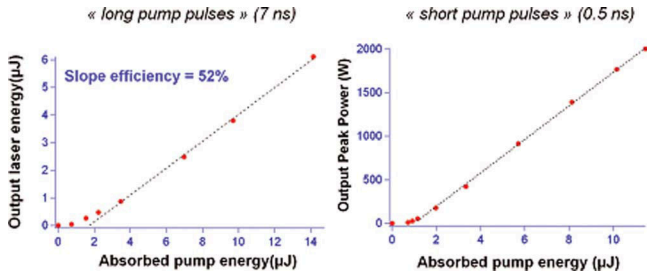 « long pump pulses » (7 ns)
Output laser energy(µJ)
Slope efficiency = 52%
6
5
4
3
2
1
0
0 2 4 6 8 10 12 14
Absorbed pump energy(µJ)
« short pump pulses » (0.5 ns)
Output Peak Power (W)
2000
1500
1000
500
0
0 2 4 6 8 10
Absorbed pump energy (µJ)